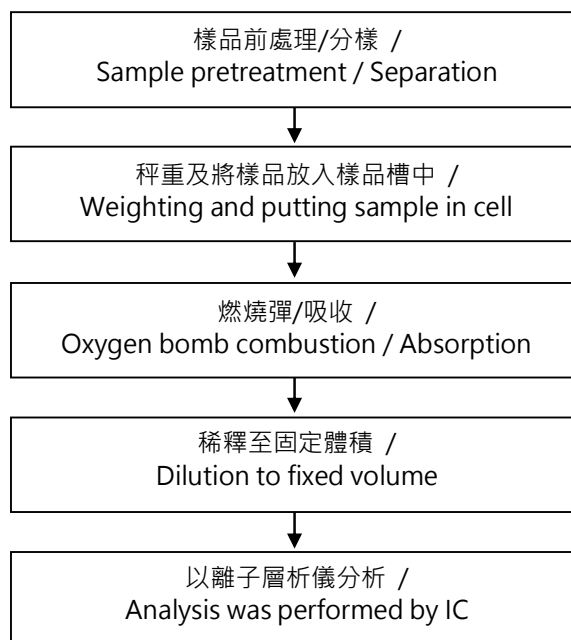 樣品前處理/分樣 /
Sample pretreatment / Separation
秤重及將樣品放入樣品槽中 /
Weighting and putting sample in cell
燃燒彈/吸收 /
Oxygen bomb combustion / Absorption
稀釋至固定體積 /
Dilution to fixed volume
以離子層析儀分析 /
Analysis was performed by IC